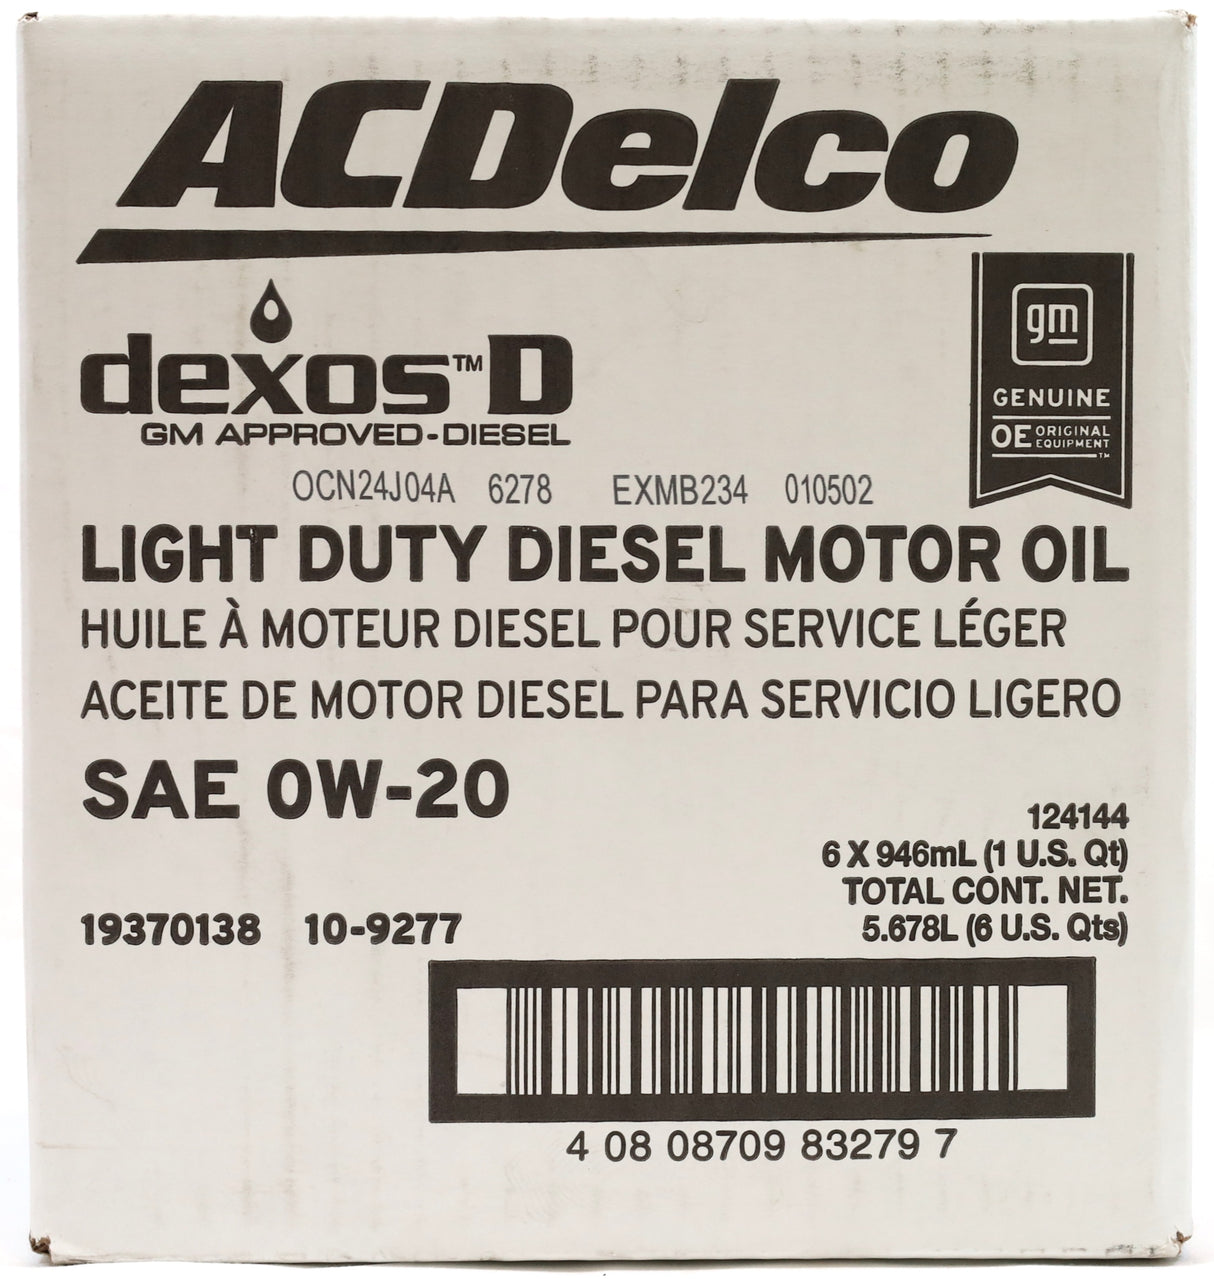 ACDelco
dexos™D
GM APPROVED-DIESEL
gm
GENUINE
OE ORIGINAL EQUIPMENT™
OCN24J04A 6278 EXMB234 010502
LIGHT DUTY DIESEL MOTOR OIL
HUILE À MOTEUR DIESEL POUR SERVICE LÉGER
ACEITE DE MOTOR DIESEL PARA SERVICIO LIGERO
SAE 0W-20
124144
6 X 946mL (1 U.S. Qt)
TOTAL CONT. NET.
5.678L (6 U.S. Qts)
19370138 10-9277
4 08 08709 83279 7